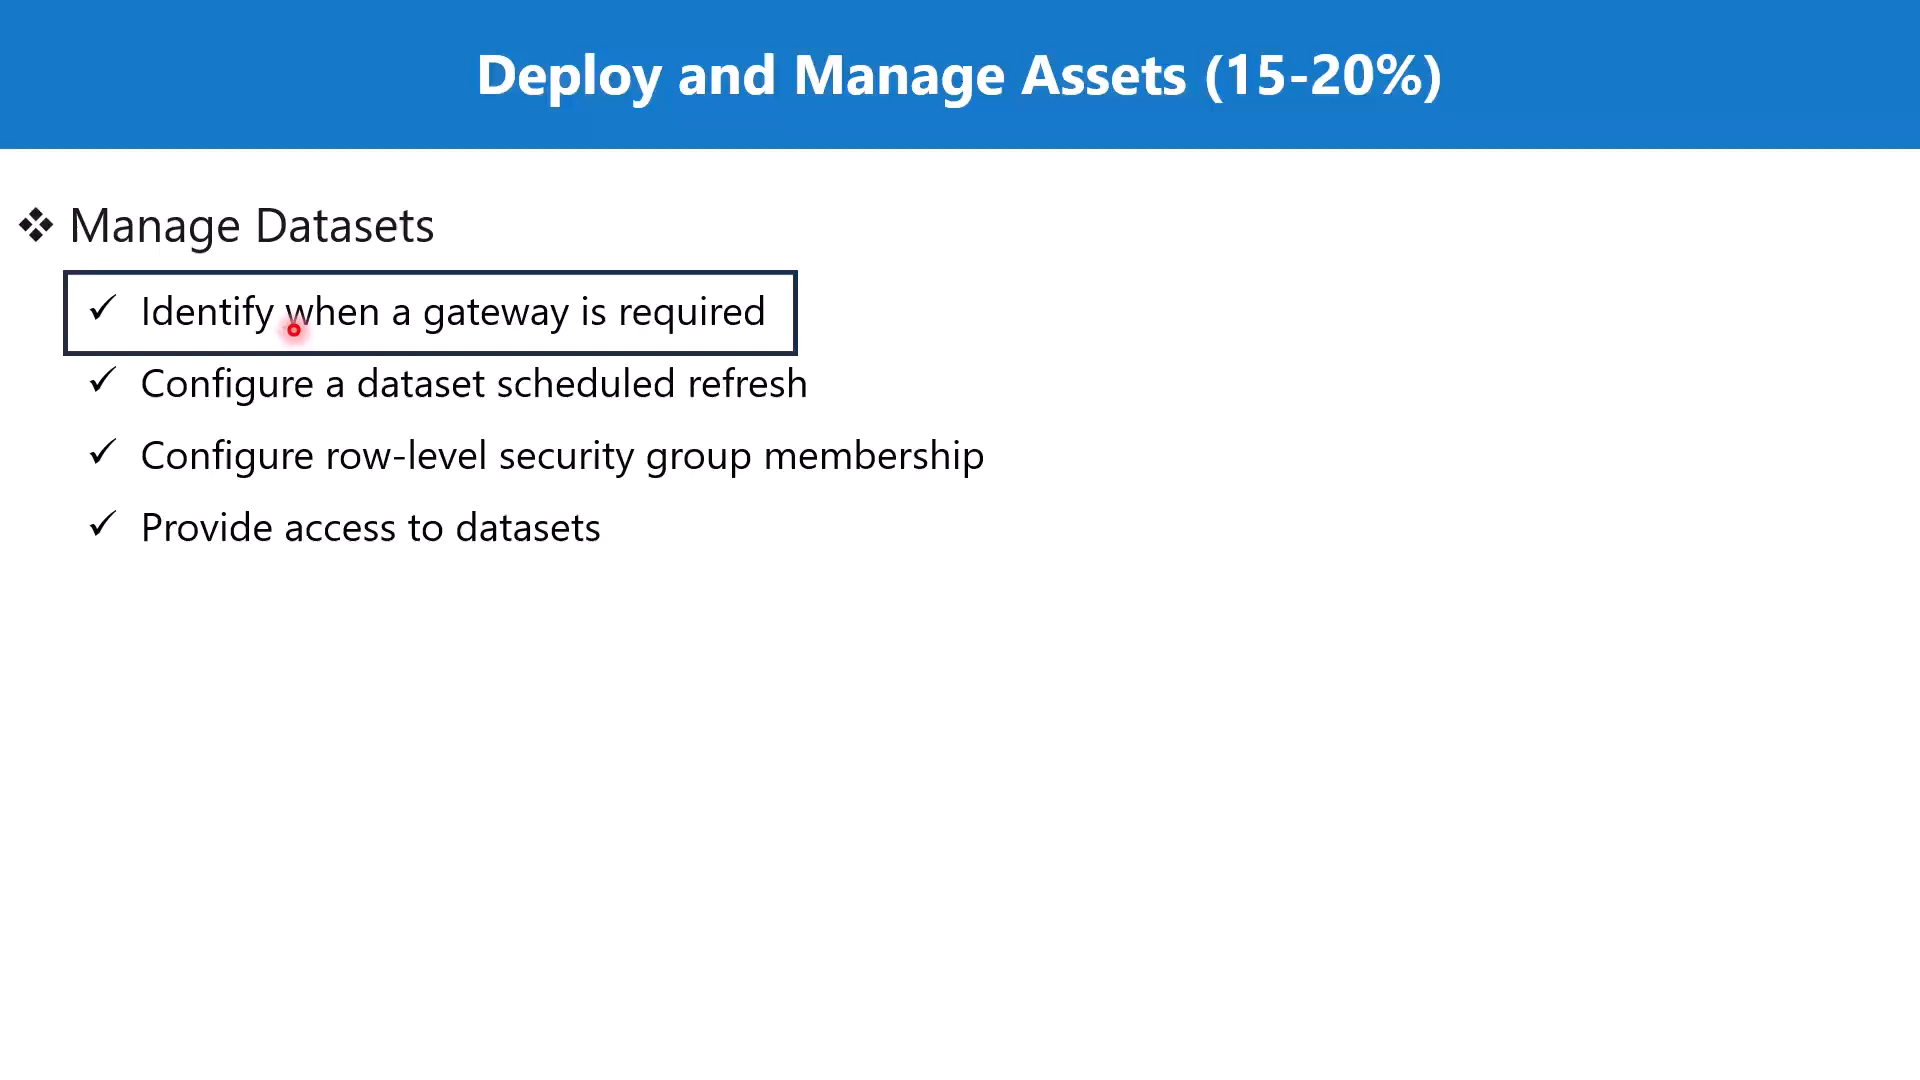 Deploy and Manage Assets (15-20%)
❖ Manage Datasets
✓ Identify when a gateway is required
✓ Configure a dataset scheduled refresh
✓ Configure row-level security group membership
✓ Provide access to datasets